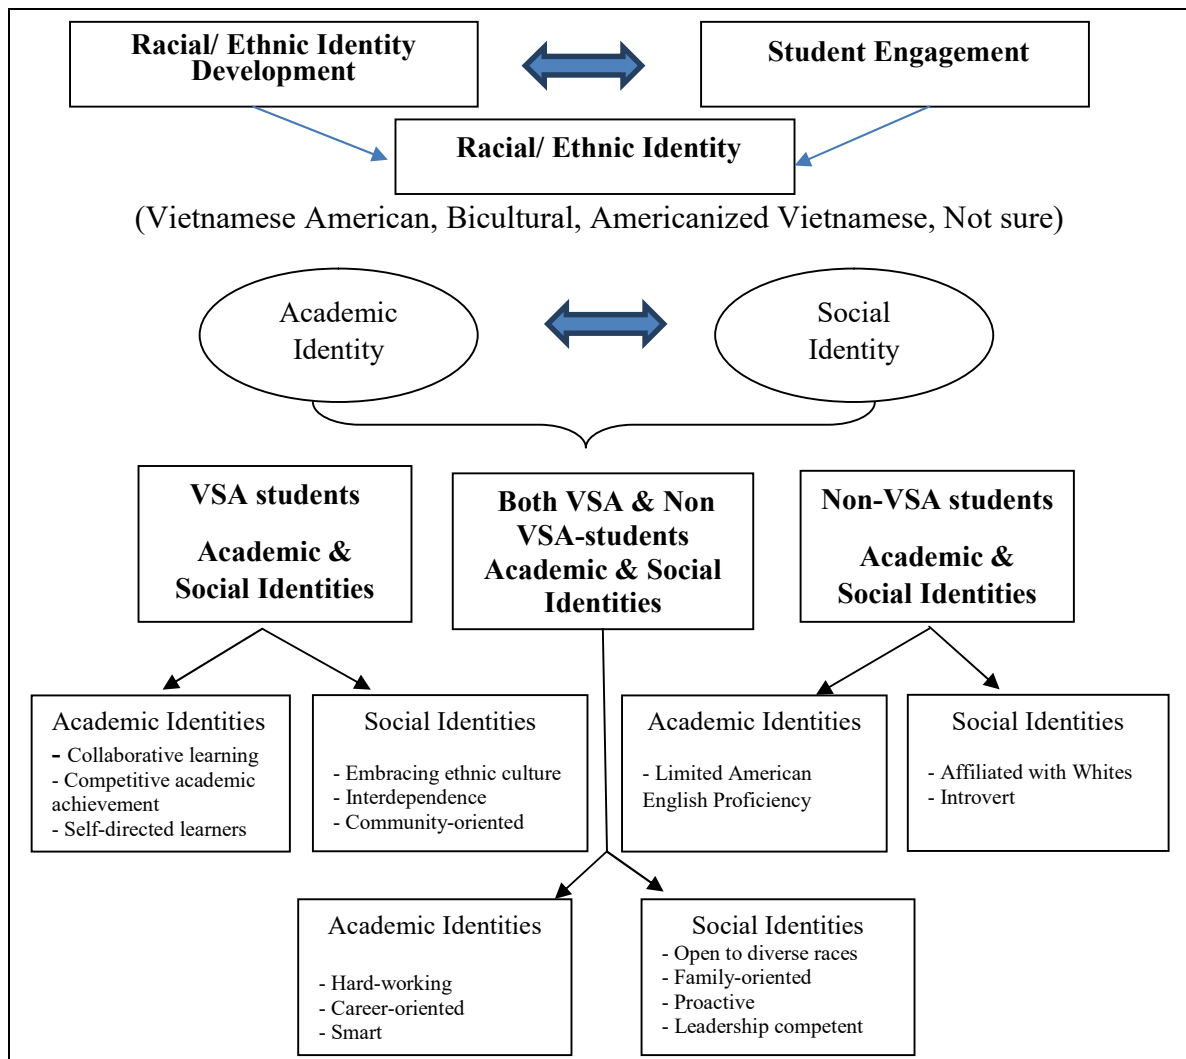 Racial/ Ethnic Identity
Development
Student Engagement
Racial/ Ethnic Identity
(Vietnamese American, Bicultural, Americanized Vietnamese, Not sure)
Academic
Identity
Social
Identity
VSA students
Academic &
Social Identities
Both VSA & Non
VSA-students
Academic & Social
Identities
Non-VSA students
Academic &
Social Identities
Academic Identities
- Collaborative learning
- Competitive academic
achievement
- Self-directed learners
Social Identities
- Embracing ethnic culture
- Interdependence
- Community-oriented
Academic Identities
- Limited American
English Proficiency
Social Identities
- Affiliated with Whites
- Introvert
Academic Identities
- Hard-working
- Career-oriented
- Smart
Social Identities
- Open to diverse races
- Family-oriented
- Proactive
- Leadership competent